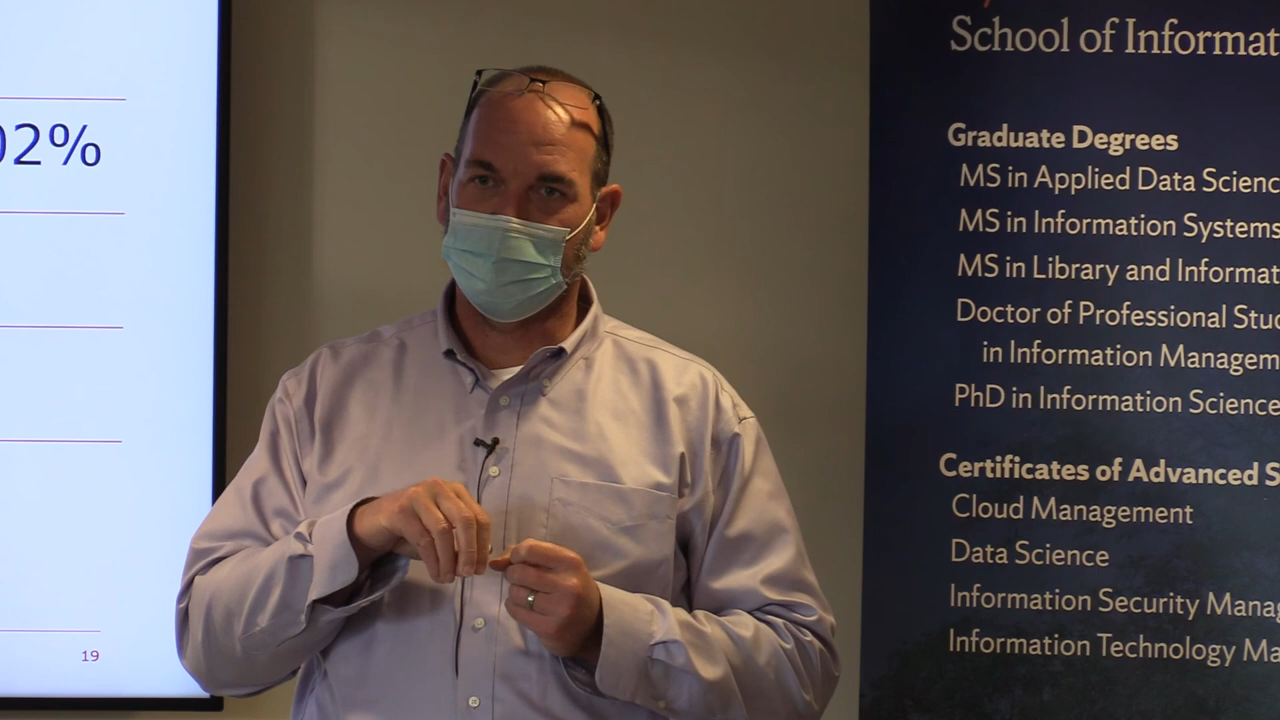 02%
19
School of Informat
Graduate Degrees
MS in Applied Data Scienc
MS in Information Systems
MS in Library and Informat
Doctor of Professional Stu
in Information Managem
PhD in Information Science
Certificates of Advanced S
Cloud Management
Data Science
Information Security Manag
Information Technology Ma